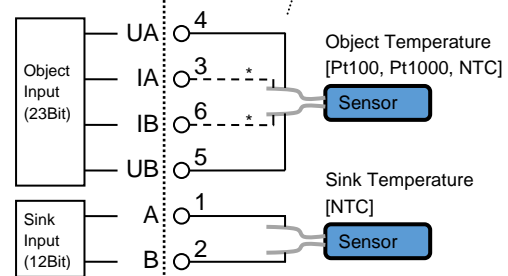 UA 4
Object Temperature
[Pt100, Pt1000, NTC]
Object
Input
(23Bit)
IA 3 *
Sensor
IB 6 *
UB 5
Sink Temperature
[NTC]
A 1
Sink
Input
(12Bit)
Sensor
B 2